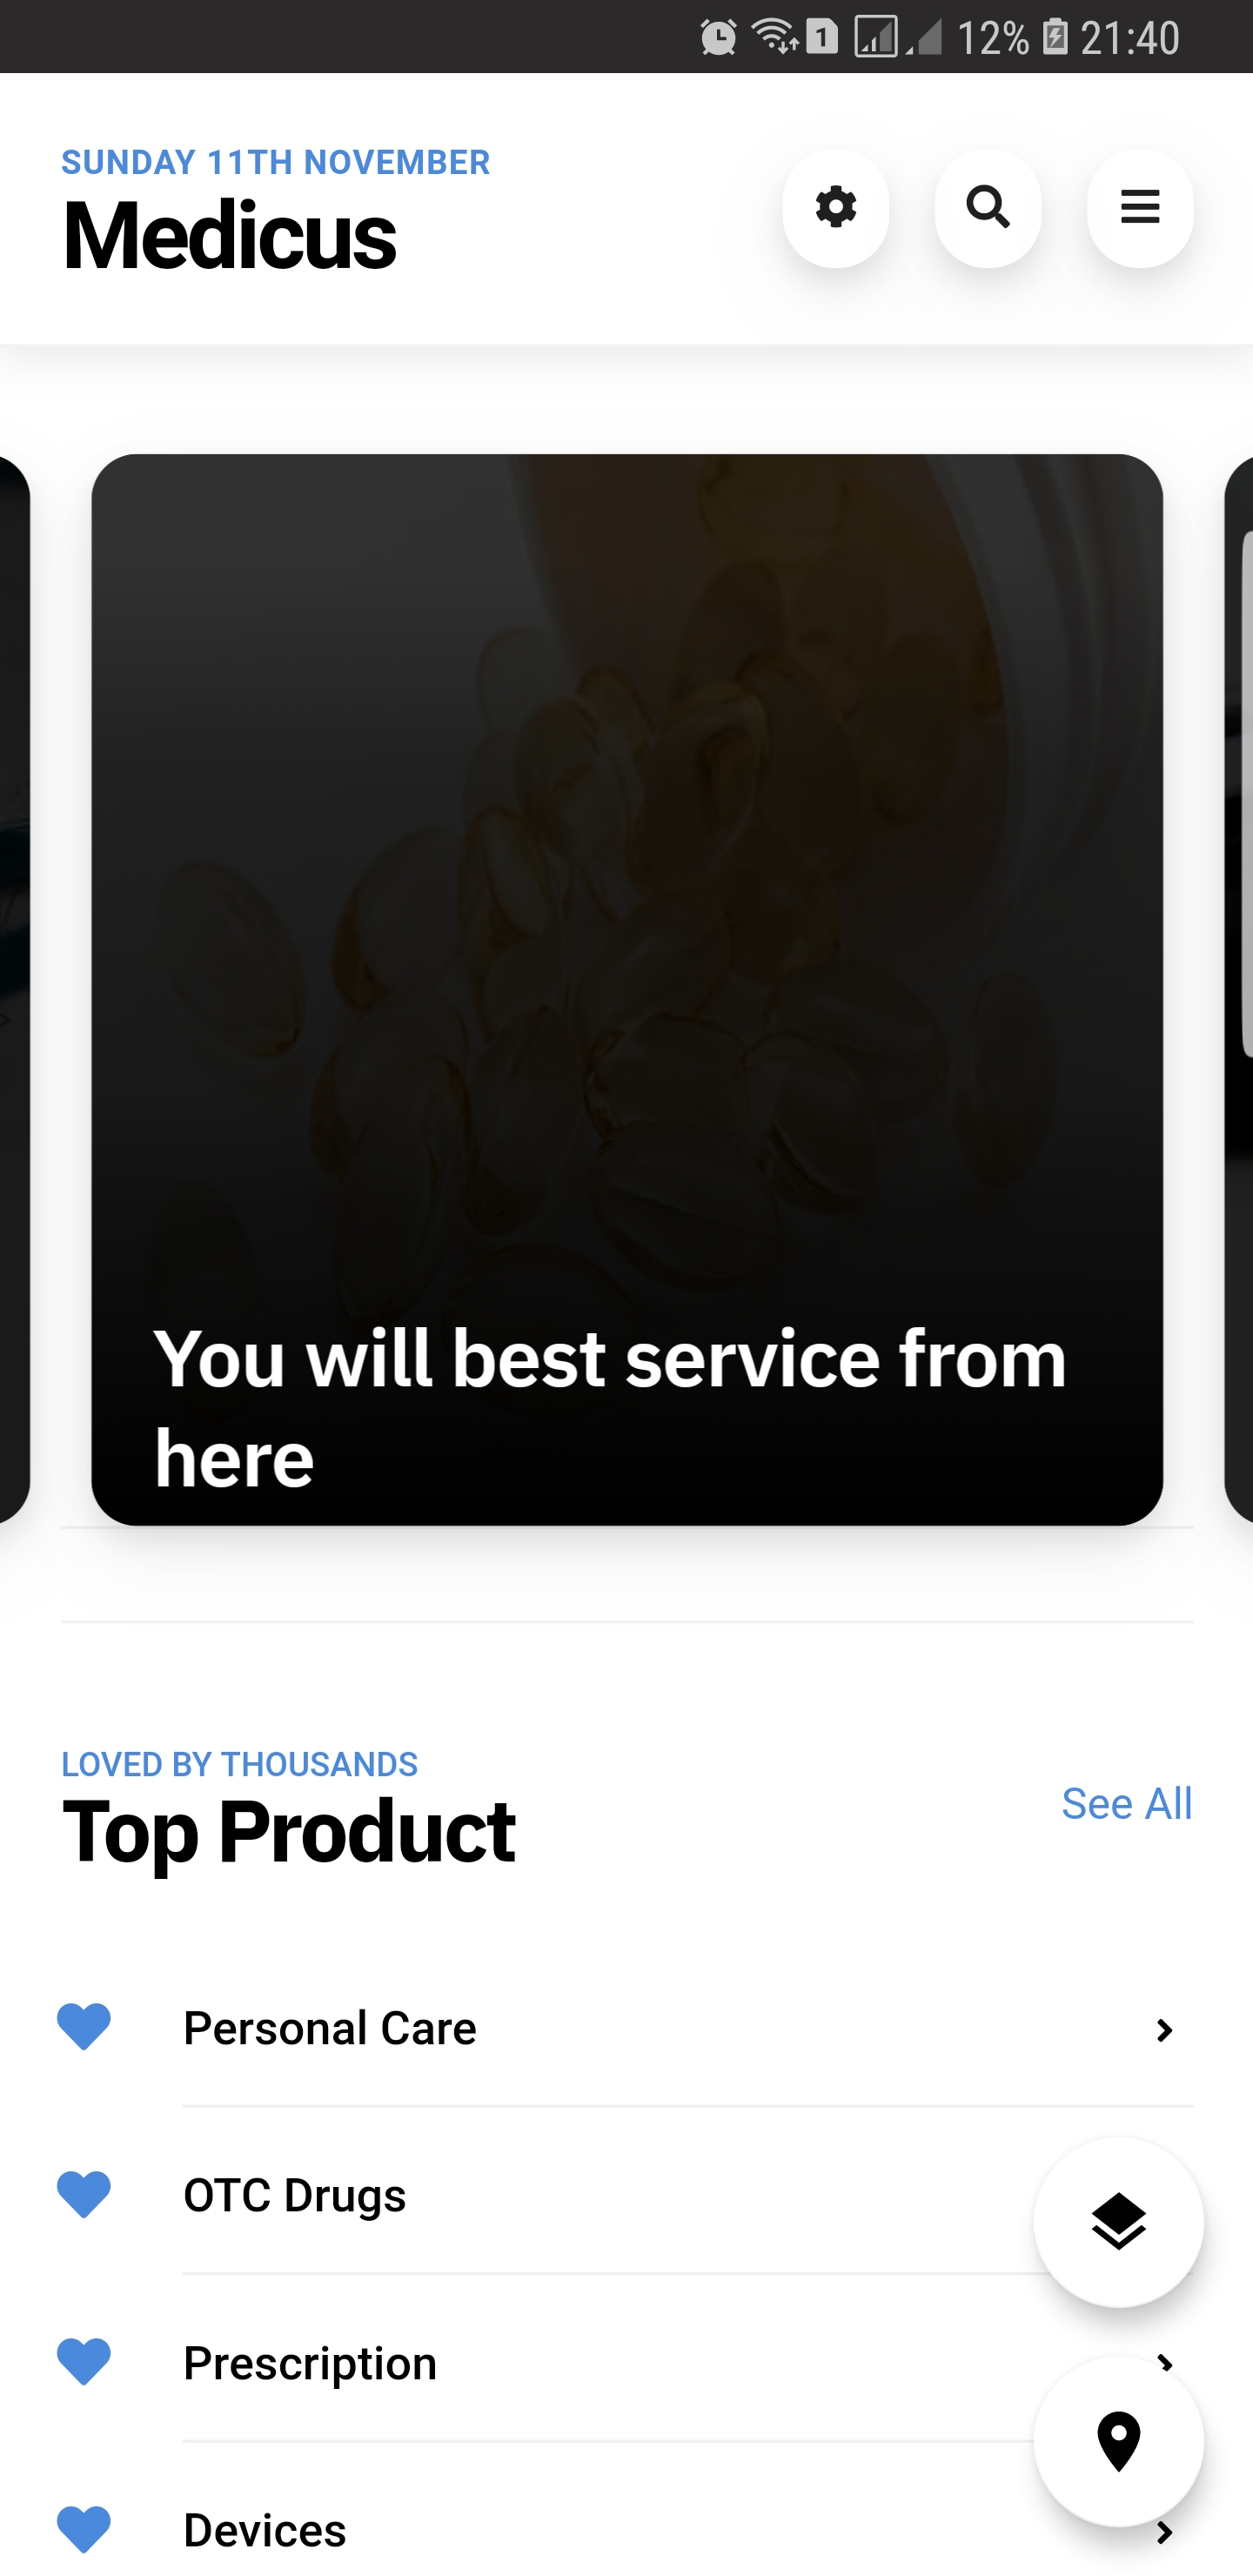 1 12% 21:40
SUNDAY 11TH NOVEMBER
Medicus
You will best service from
here
LOVED BY THOUSANDS
Top Product
See All
Personal Care
OTC Drugs
Prescription
Devices